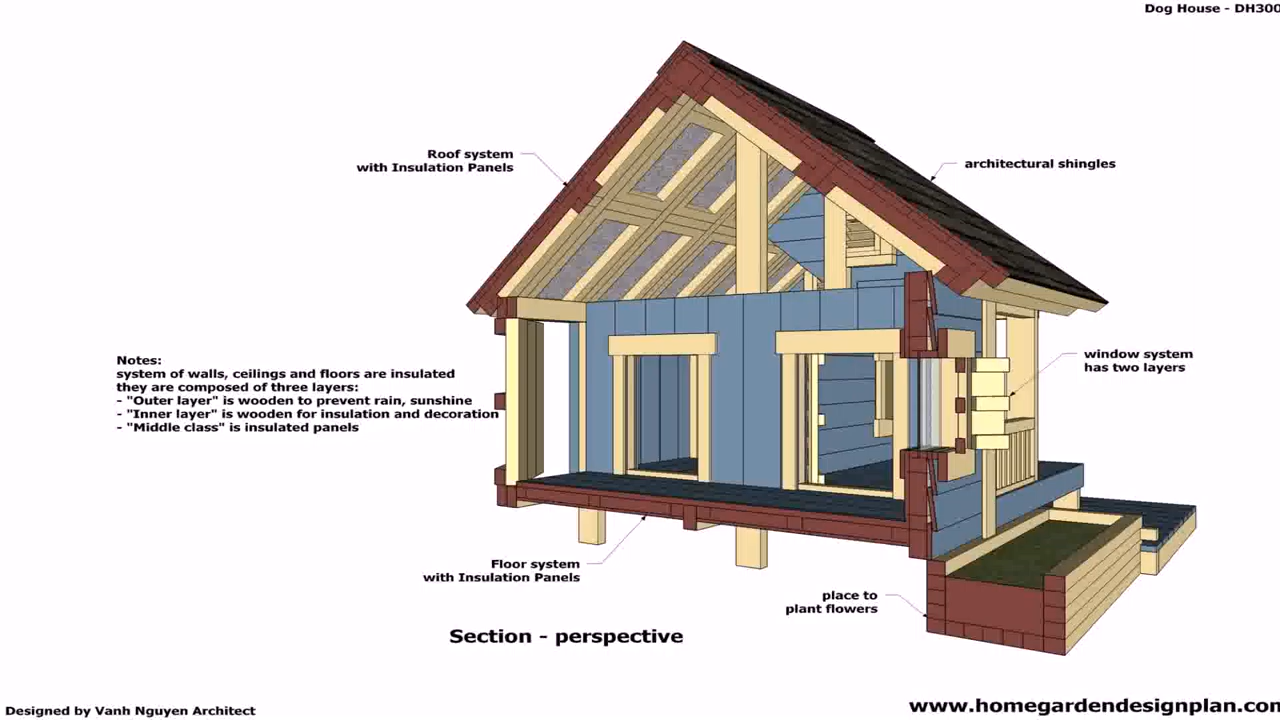 Dog House - DH300
Roof system
with Insulation Panels
architectural shingles
Notes:
system of walls, ceilings and floors are insulated
they are composed of three layers:
- "Outer layer" is wooden to prevent rain, sunshine
- "Inner layer" is wooden for insulation and decoration
- "Middle class" is insulated panels
window system
has two layers
Floor system
with Insulation Panels
place to
plant flowers
Section - perspective
Designed by Vanh Nguyen Architect
www.homegardendesignplan.com